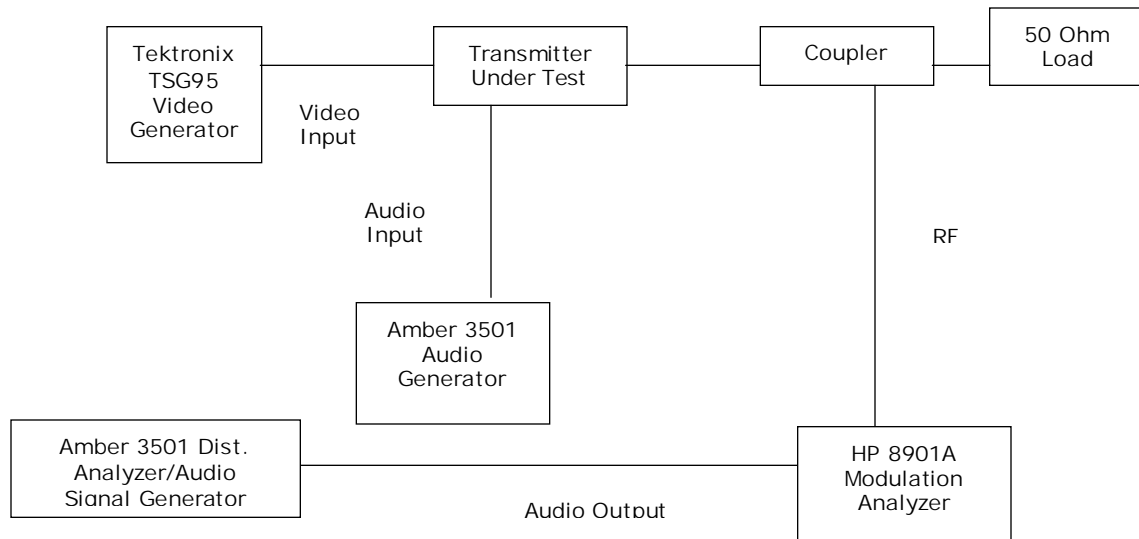 Tektronix
TSG95
Video
Generator
Video
Input
Transmitter
Under Test
Coupler
50 Ohm
Load
Audio
Input
RF
Amber 3501
Audio
Generator
Amber 3501 Dist.
Analyzer/Audio
Signal Generator
Audio Output
HP 8901A
Modulation
Analyzer